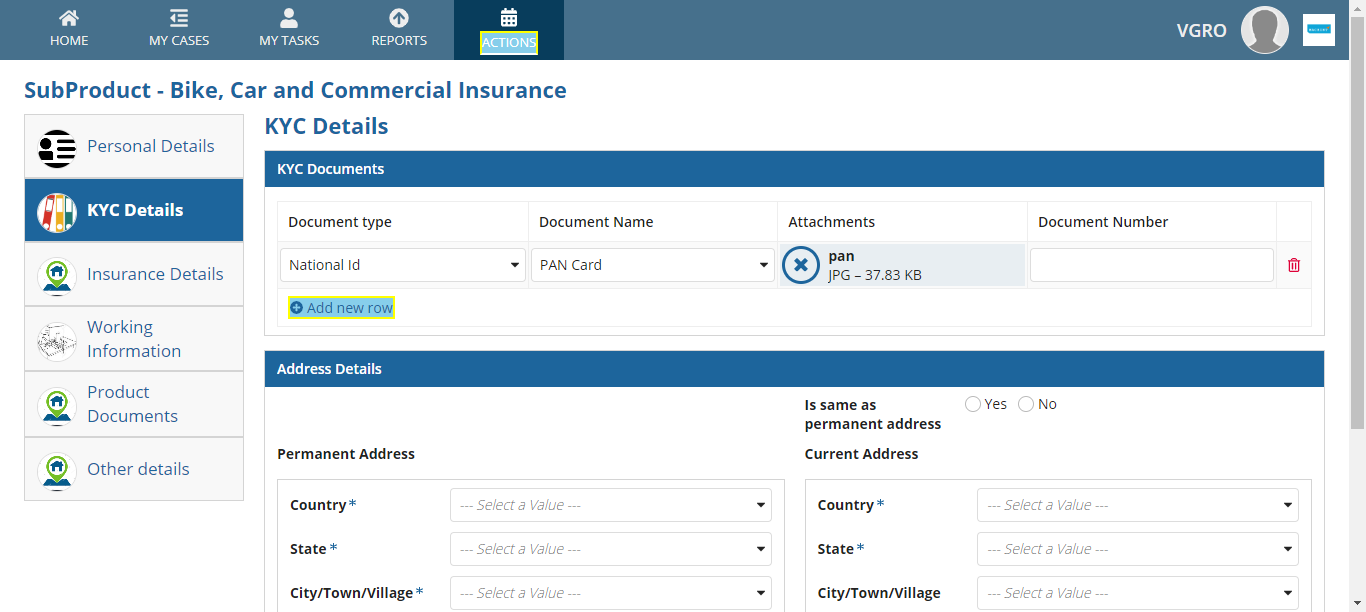 HOME
MY CASES
MY TASKS
REPORTS
ACTIONS
VGRO
SubProduct - Bike, Car and Commercial Insurance
Personal Details
KYC Details
Insurance Details
Working
Information
Product
Documents
Other details
KYC Details
KYC Documents
Document type
Document Name
Attachments
Document Number
National Id
PAN Card
pan
JPG – 37.83 KB
Add new row
Address Details
Is same as
permanent address
Yes
No
Permanent Address
Current Address
Country*
--- Select a Value ---
Country*
--- Select a Value ---
State*
--- Select a Value ---
State*
--- Select a Value ---
City/Town/Village*
--- Select a Value ---
City/Town/Village
--- Select a Value ---